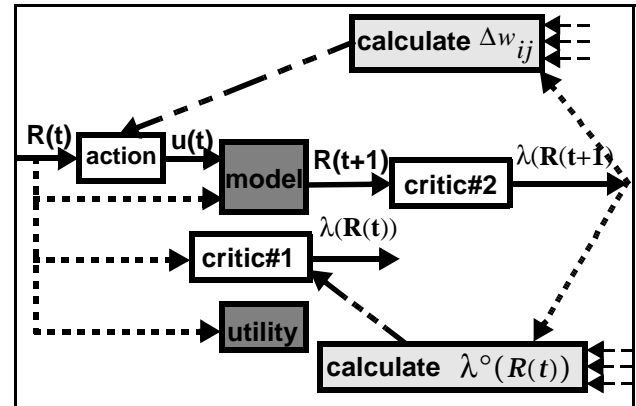 calculate Δw_ij
R(t)
action
u(t)
model
R(t+1)
critic#2
λ(R(t+1)
λ(R(t))
critic#1
utility
calculate λ°(R(t))